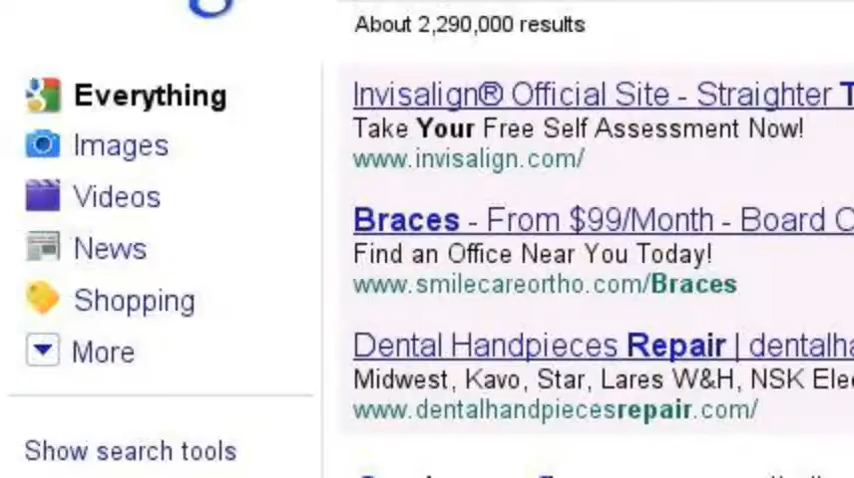 About 2,290,000 results
Everything
Images
Videos
News
Shopping
More
Show search tools
Invisalign® Official Site - Straighter
Take Your Free Self Assessment Now!
www.invisalign.com/
Braces - From $99/Month - Board
Find an Office Near You Today!
www.smilecareortho.com/Braces
Dental Handpieces Repair | dentalha
Midwest, Kavo, Star, Lares W&H, NSK Ele
www.dentalhandpiecesrepair.com/